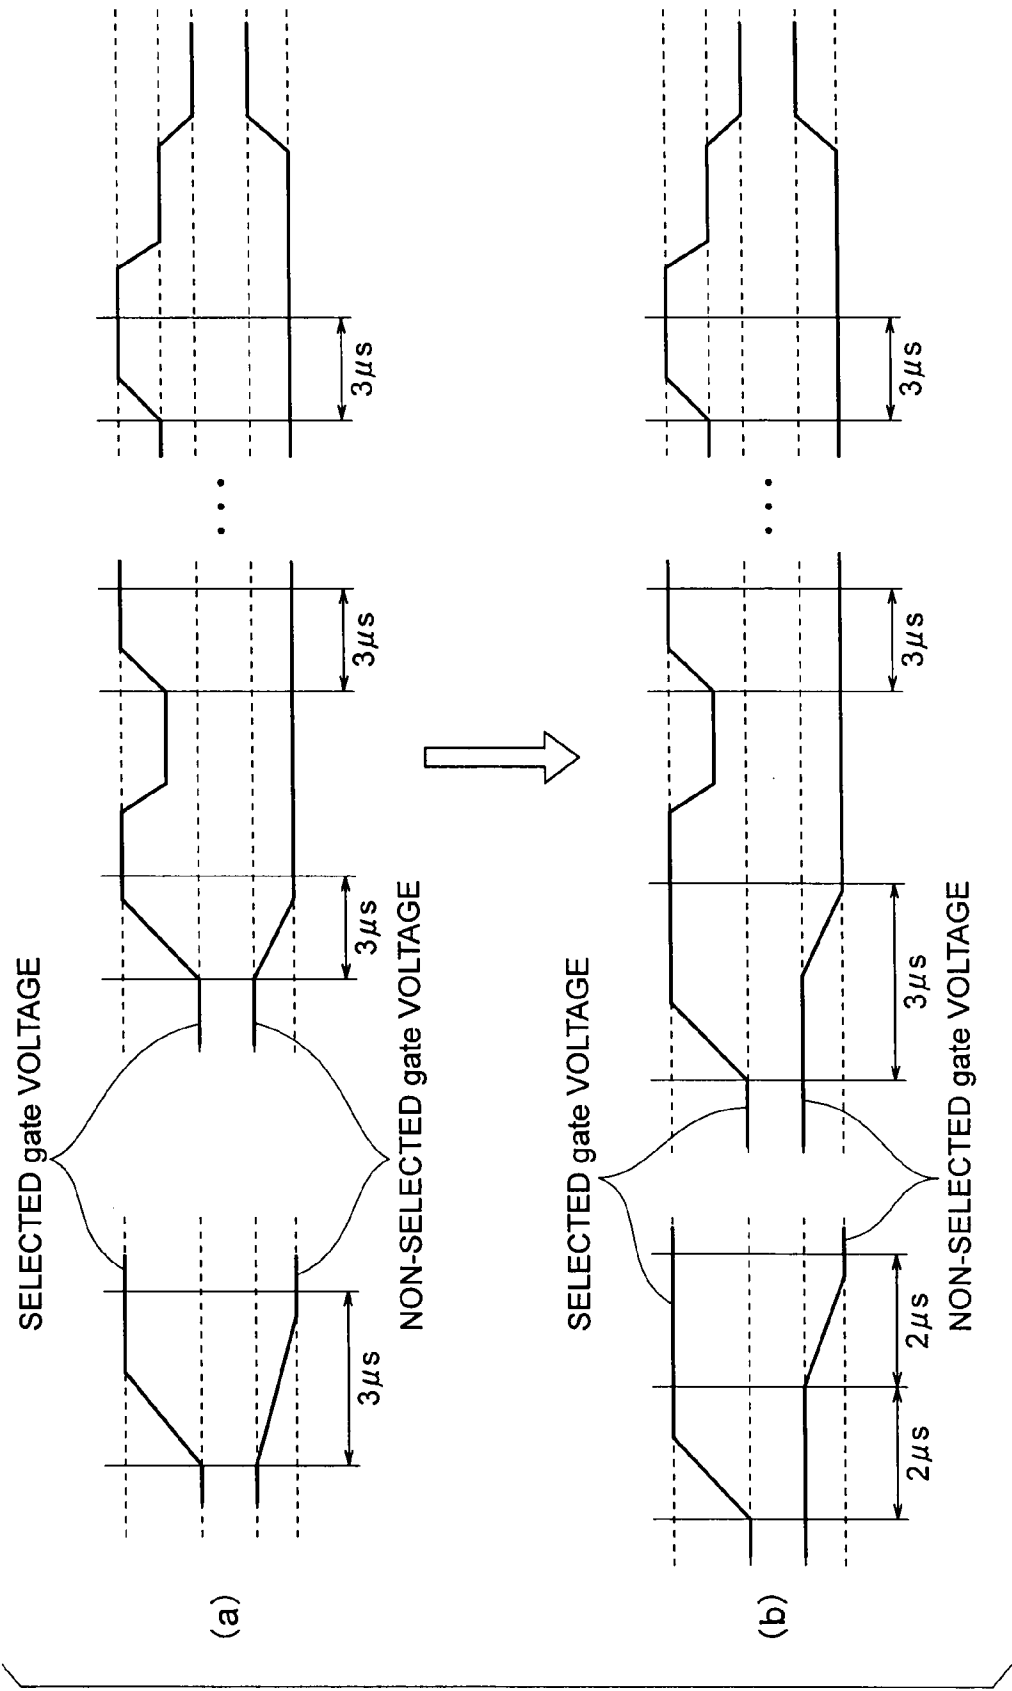 (a)
SELECTED gate VOLTAGE
NON-SELECTED gate VOLTAGE
3μs
3μs
3μs
3μs
(b)
SELECTED gate VOLTAGE
NON-SELECTED gate VOLTAGE
2μs
2μs
3μs
3μs
3μs